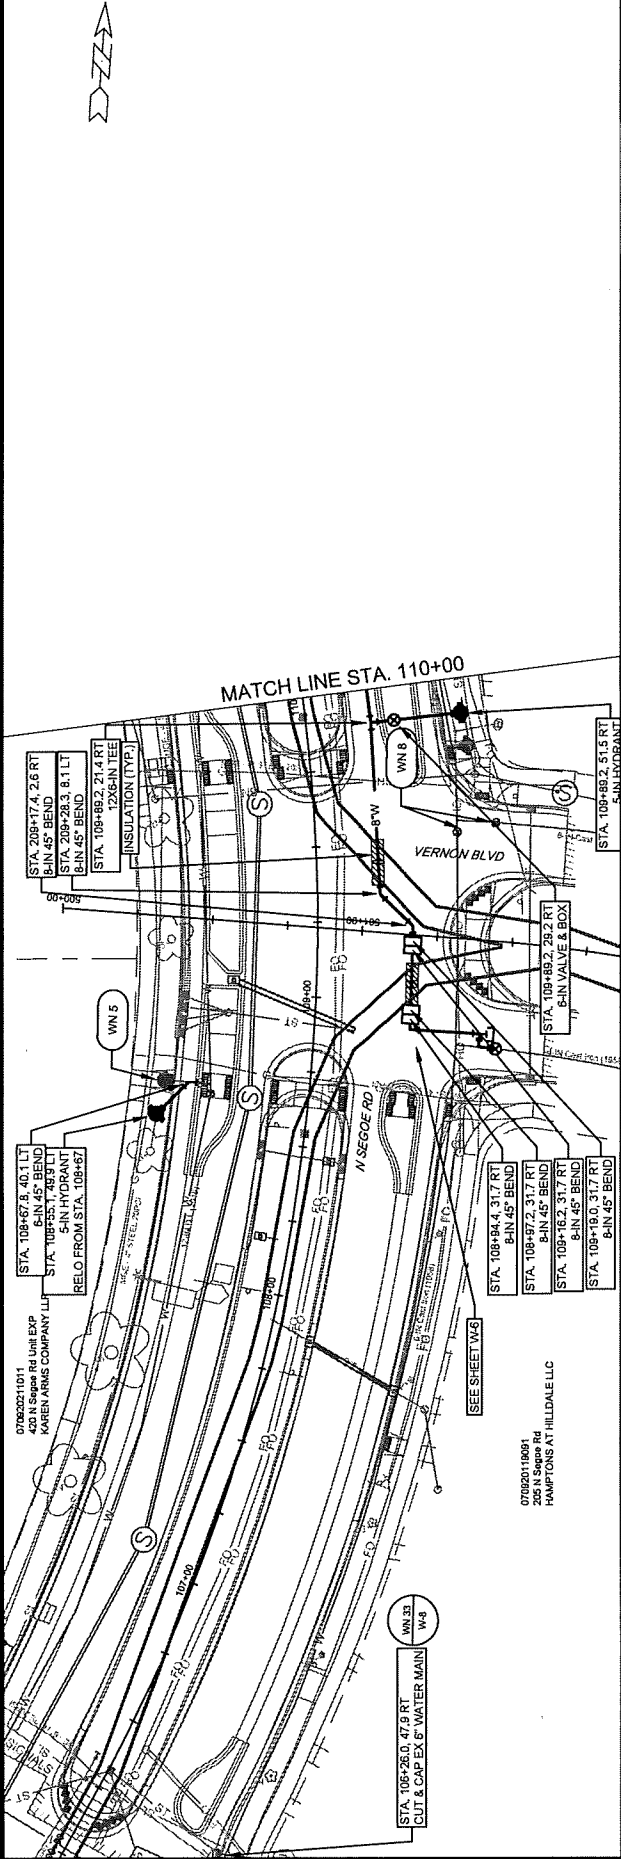 MATCH LINE STA. 110+00
STA. 209+17.4, 2.6 RT
8-IN 45° BEND
STA. 209+28.3, 8.1 LT
8-IN 45° BEND
STA. 109+89.2, 21.4 RT
12X6-IN TEE
INSULATION (TYP.)
500+00
501+00
WN 5
WN 8
8"W
VERNON BLVD
STA. 109+89.2, 51.5 RT
5-IN HYDRANT
STA. 109+89.2, 29.2 RT
6-IN VALVE & BOX
109+00
ST
S
S
S
S
FO
FO
N SEGOE RD
STA. 108+67.8, 40.1 LT
6-IN 45° BEND
STA. 108+55.1, 49.9 LT
5-IN HYDRANT
RELO FROM STA. 108+67
070920211011
420 N Segoe Rd Unit EXP
KAREN ARMS COMPANY LLP
108+00
STA. 108+94.4, 31.7 RT
8-IN 45° BEND
STA. 108+97.2, 31.7 RT
8-IN 45° BEND
STA. 109+16.2, 31.7 RT
8-IN 45° BEND
STA. 109+19.0, 31.7 RT
8-IN 45° BEND
SEE SHEET W-6
070920119091
205 N Segoe Rd
HAMPTONS AT HILLDALE LLC
107+00
STA. 106+26.0, 47.9 RT
CUT & CAP EX 6" WATER MAIN
WN 33
W-8
SIGNALS